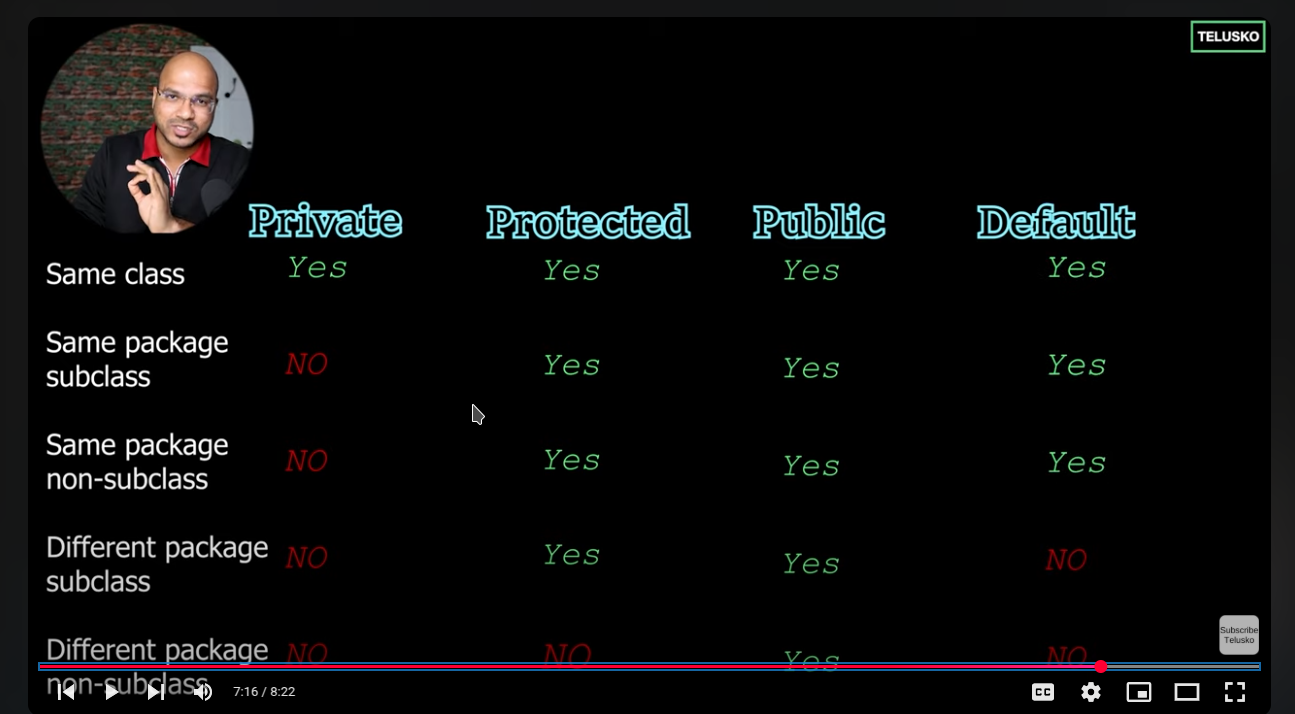 TELUSKO
Private Protected Public Default
Same class Yes Yes Yes Yes
Same package
subclass NO Yes Yes Yes
Same package
non-subclass NO Yes Yes Yes
Different package
subclass NO Yes Yes NO
Different package
non-subclass NO NO Yes NO
Subscribe
Telusko
7:16 / 8:22
CC